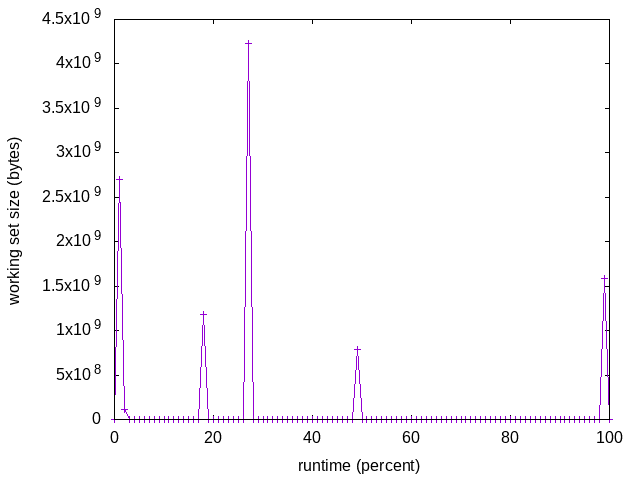 4.5x10 9
4x10 9
3.5x10 9
3x10 9
2.5x10 9
2x10 9
1.5x10 9
1x10 9
5x10 8
0
0 20 40 60 80 100
working set size (bytes)
runtime (percent)